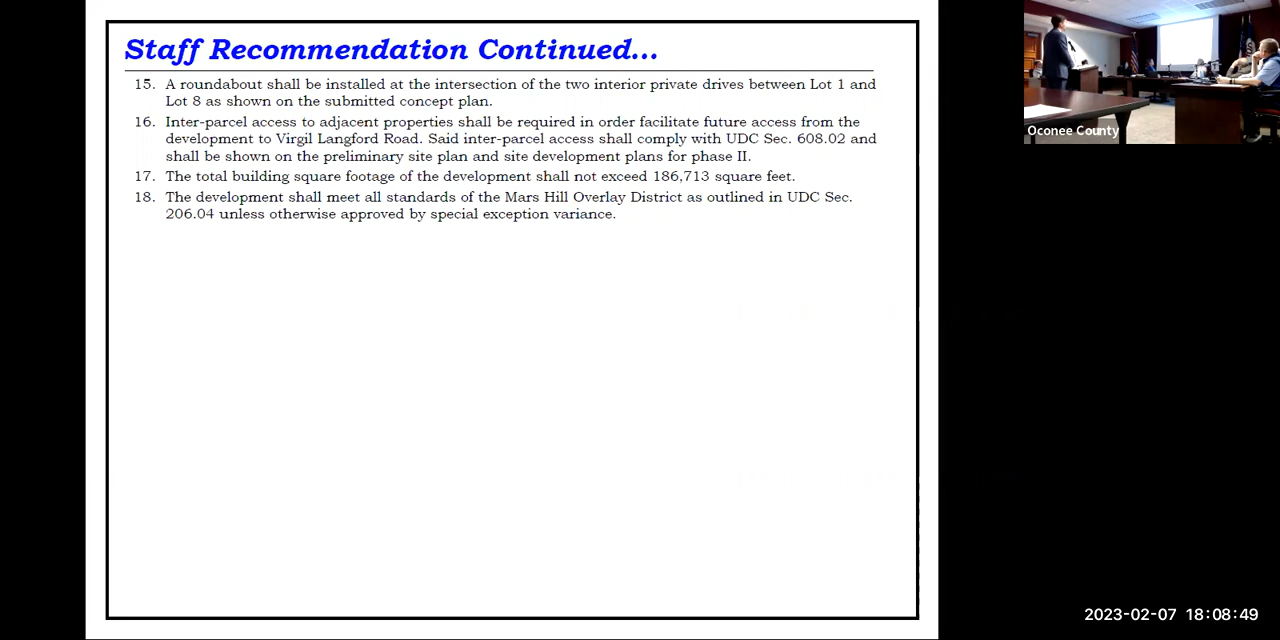 Staff Recommendation Continued...
15. A roundabout shall be installed at the intersection of the two interior private drives between Lot 1 and
Lot 8 as shown on the submitted concept plan.
16. Inter-parcel access to adjacent properties shall be required in order facilitate future access from the
development to Virgil Langford Road. Said inter-parcel access shall comply with UDC Sec. 608.02 and
shall be shown on the preliminary site plan and site development plans for phase II.
17. The total building square footage of the development shall not exceed 186,713 square feet.
18. The development shall meet all standards of the Mars Hill Overlay District as outlined in UDC Sec.
206.04 unless otherwise approved by special exception variance.
Oconee County
2023-02-07 18:08:49